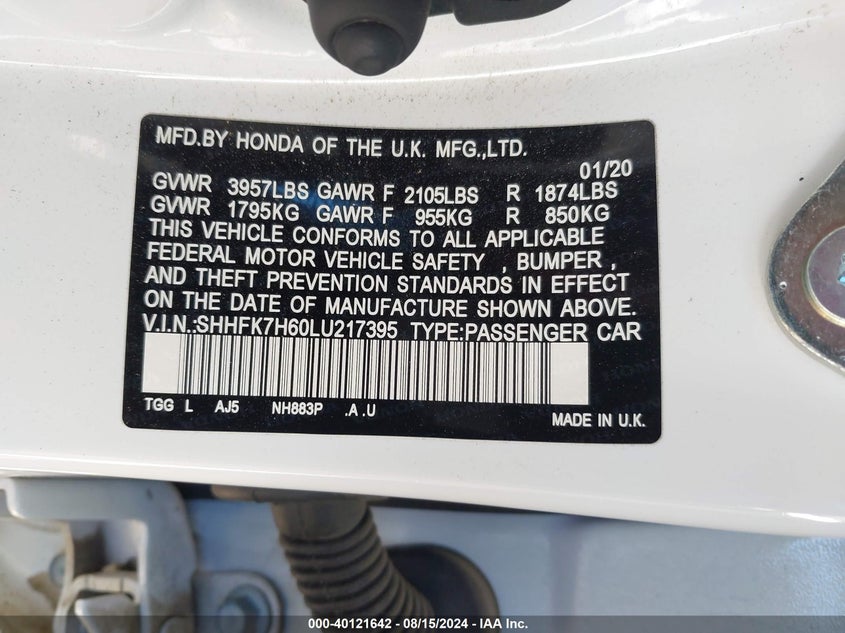 MFD.BY HONDA OF THE U.K. MFG.,LTD.
01/20
GVWR 3957LBS GAWR F 2105LBS R 1874LBS
GVWR 1795KG GAWR F 955KG R 850KG
THIS VEHICLE CONFORMS TO ALL APPLICABLE
FEDERAL MOTOR VEHICLE SAFETY , BUMPER ,
AND THEFT PREVENTION STANDARDS IN EFFECT
ON THE DATE OF MANUFACTURE SHOWN ABOVE.
V.I.N.:SHHFK7H60LU217395 TYPE:PASSENGER CAR
TGG L AJ5 NH883P .A .U
MADE IN U.K.
000-40121642 - 08/15/2024 - IAA Inc.